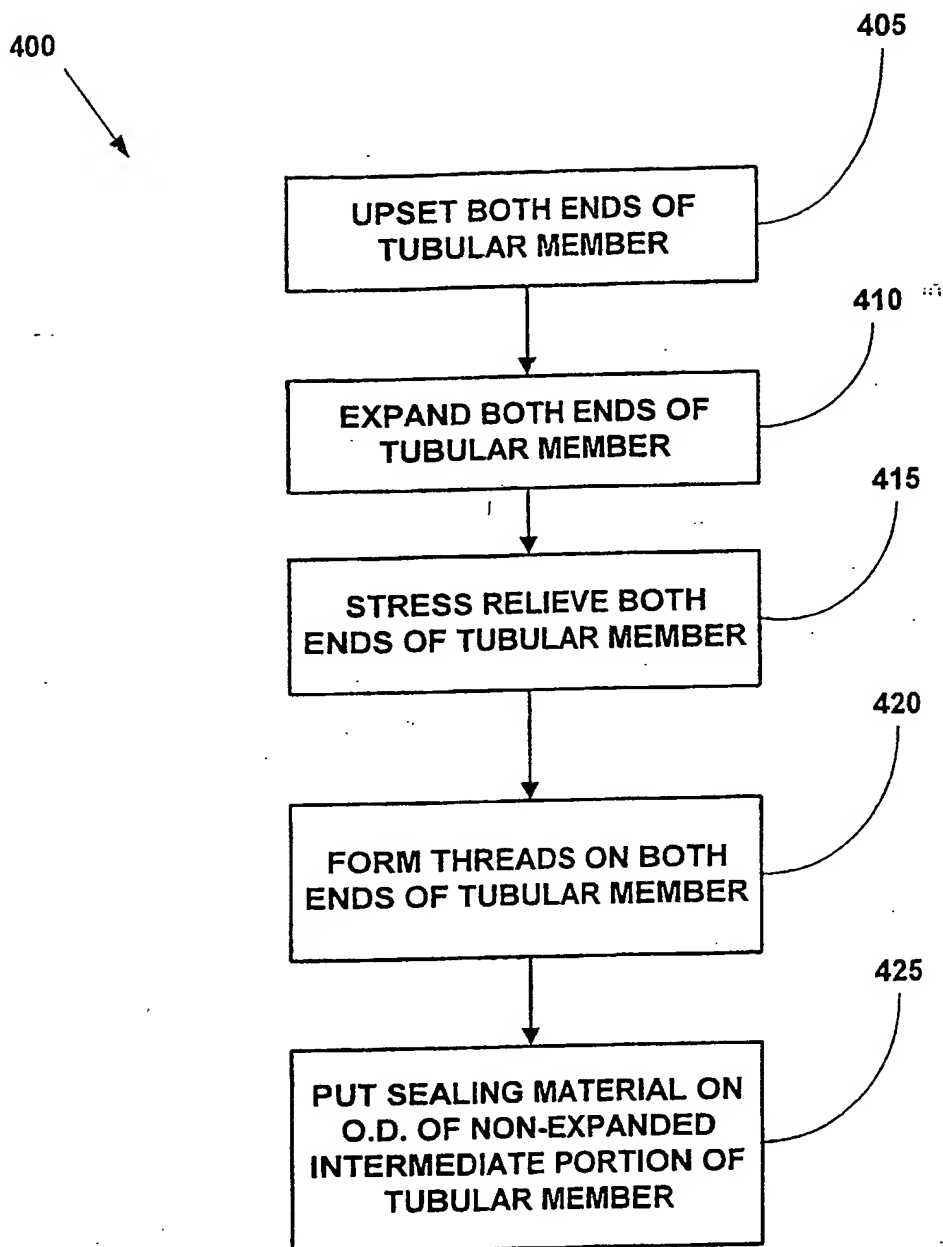 400
405
UPSET BOTH ENDS OF
TUBULAR MEMBER
410
EXPAND BOTH ENDS OF
TUBULAR MEMBER
415
STRESS RELIEVE BOTH
ENDS OF TUBULAR MEMBER
420
FORM THREADS ON BOTH
ENDS OF TUBULAR MEMBER
425
PUT SEALING MATERIAL ON
O.D. OF NON-EXPANDED
INTERMEDIATE PORTION OF
TUBULAR MEMBER